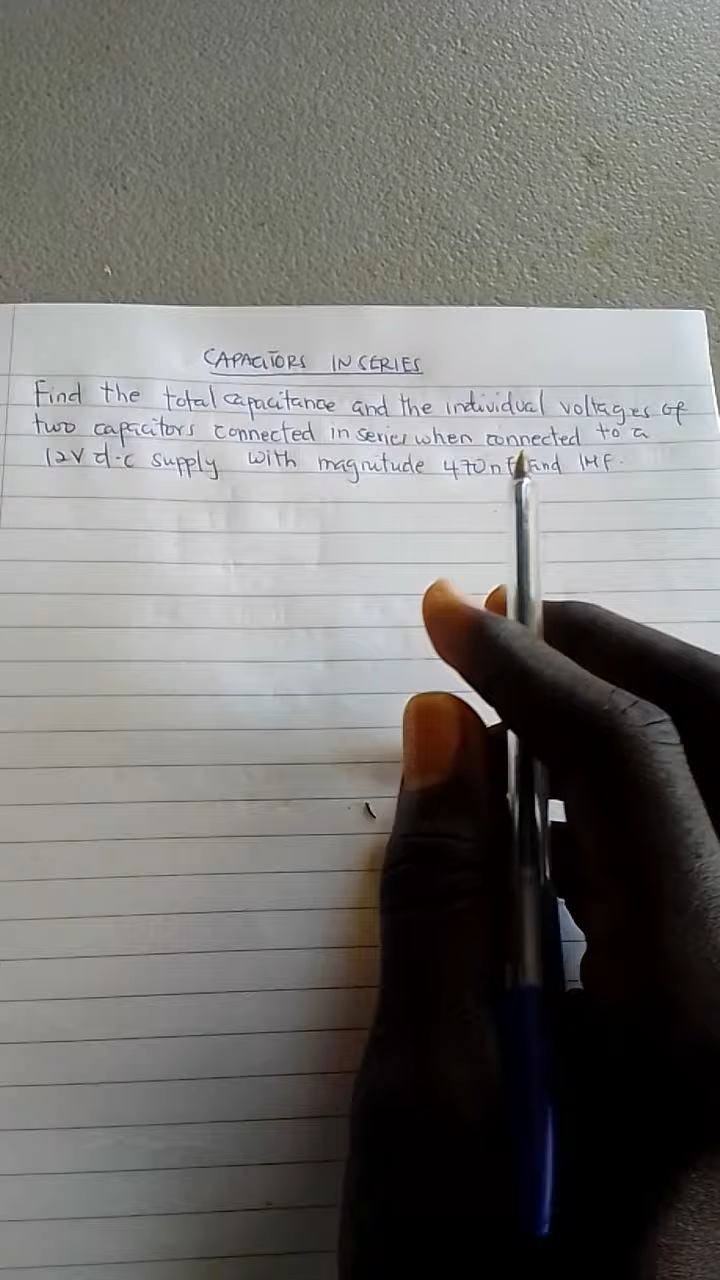 CAPACITORS IN SERIES
Find the total capacitance and the individual voltages of
two capacitors connected in series when connected to a
12V d.c supply with magnitude 470nF and 1MF.